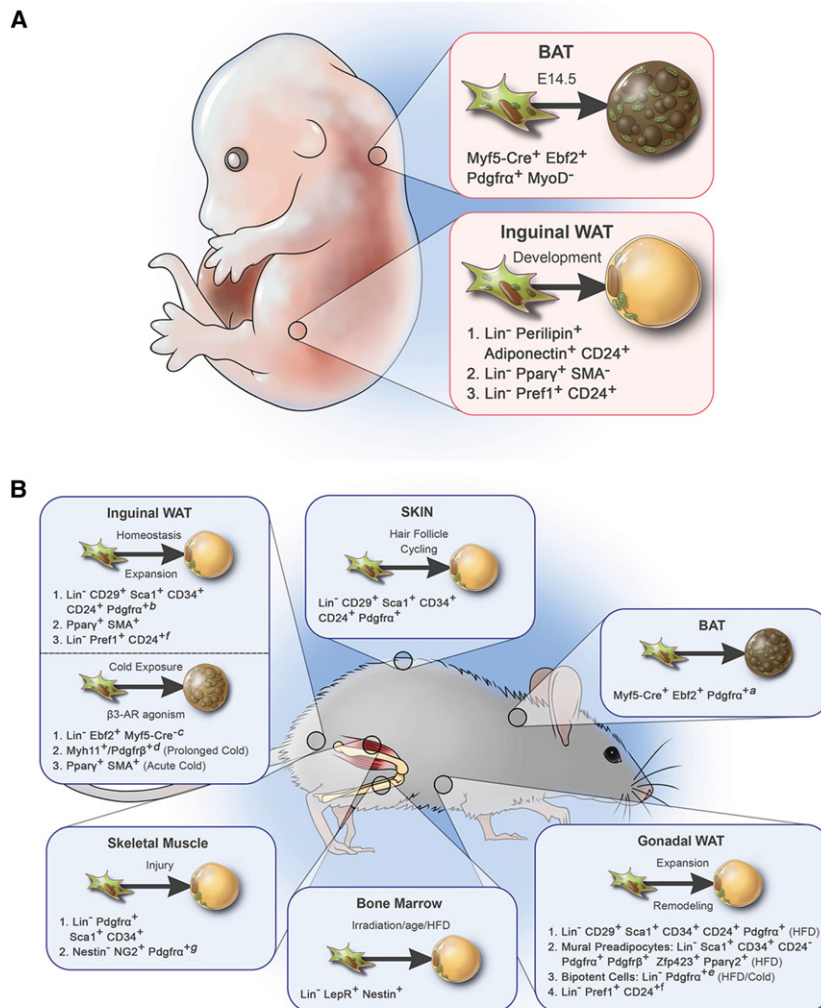 A
BAT
E14.5
Myf5-Cre⁺ Ebf2⁺
Pdgfrα⁺ MyoD⁻
Inguinal WAT
Development
1. Lin⁻ Perilipin⁺
Adiponectin⁺ CD24⁺
2. Lin⁻ Pparγ⁺ SMA⁻
3. Lin⁻ Pref1⁺ CD24⁺
B
Inguinal WAT
Homeostasis
Expansion
1. Lin⁻ CD29⁺ Sca1⁺ CD34⁺
CD24⁺ Pdgfrα⁺ᵇ
2. Pparγ⁺ SMA⁺
3. Lin⁻ Pref1⁺ CD24⁺ᶠ
Cold Exposure
β3-AR agonism
1. Lin⁻ Ebf2⁺ Myf5-Cre⁻ᶜ
2. Myh11⁺/Pdgfrβ⁺ᵈ (Prolonged Cold)
3. Pparγ⁺ SMA⁺ (Acute Cold)
SKIN
Hair Follicle
Cycling
Lin⁻ CD29⁺ Sca1⁺ CD34⁺
CD24⁺ Pdgfrα⁺
BAT
Myf5-Cre⁺ Ebf2⁺ Pdgfrα⁺ᵃ
Skeletal Muscle
Injury
1. Lin⁻ Pdgfrα⁺
Sca1⁺ CD34⁺
2. Nestin⁻ NG2⁺ Pdgfrα⁺ᵍ
Bone Marrow
Irradiation/age/HFD
Lin⁻ LepR⁺ Nestin⁺
Gonadal WAT
Expansion
Remodeling
1. Lin⁻ CD29⁺ Sca1⁺ CD34⁺ CD24⁺ Pdgfrα⁺ (HFD)
2. Mural Preadipocytes: Lin⁻ Sca1⁺ CD34⁺ CD24⁻
Pdgfrα⁺ Pdgfrβ⁺ Zfp423⁺ Pparγ2⁺ (HFD)
3. Bipotent Cells: Lin⁻ Pdgfrα⁺ᵉ (HFD/Cold)
4. Lin⁻ Pref1⁺ CD24⁺ᶠ